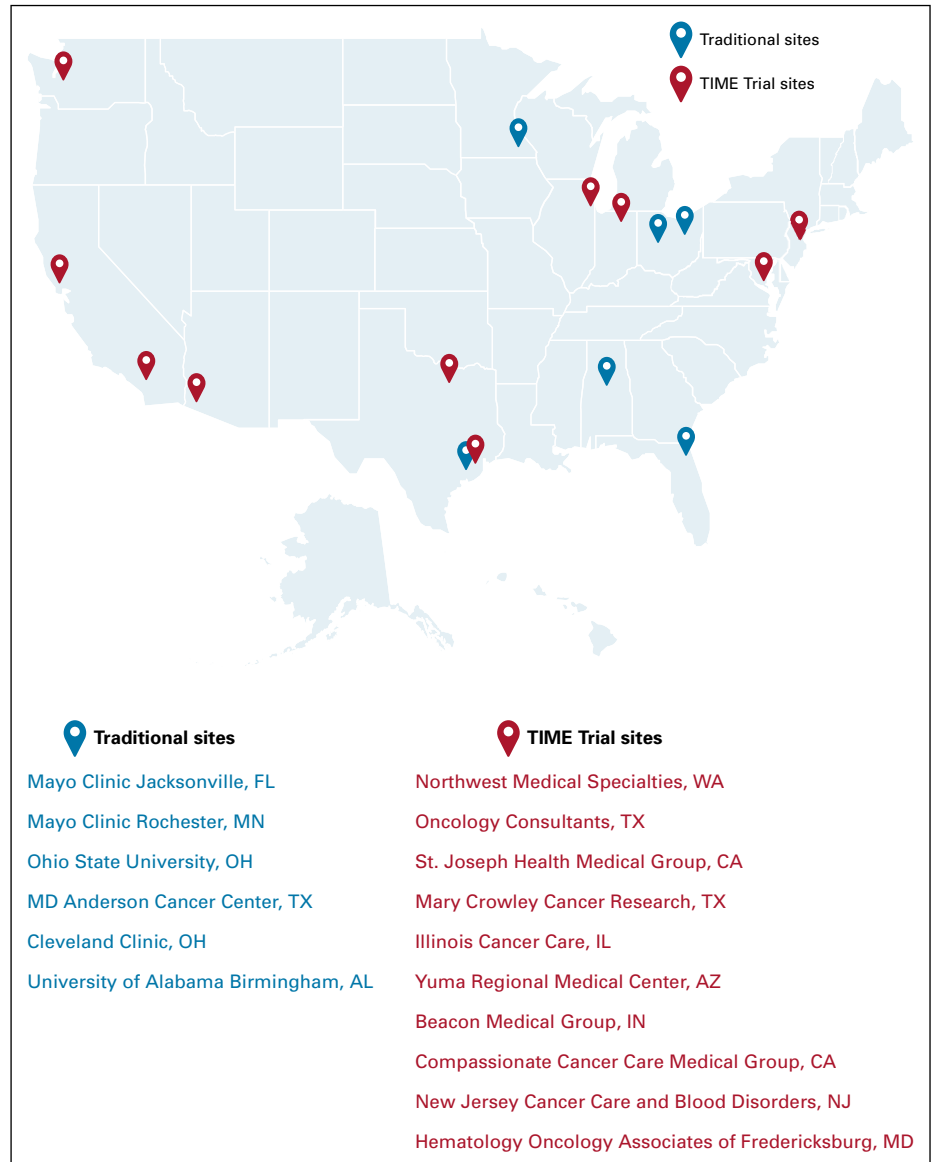 Traditional sites
TIME Trial sites
Traditional sites
Mayo Clinic Jacksonville, FL
Mayo Clinic Rochester, MN
Ohio State University, OH
MD Anderson Cancer Center, TX
Cleveland Clinic, OH
University of Alabama Birmingham, AL
TIME Trial sites
Northwest Medical Specialties, WA
Oncology Consultants, TX
St. Joseph Health Medical Group, CA
Mary Crowley Cancer Research, TX
Illinois Cancer Care, IL
Yuma Regional Medical Center, AZ
Beacon Medical Group, IN
Compassionate Cancer Care Medical Group, CA
New Jersey Cancer Care and Blood Disorders, NJ
Hematology Oncology Associates of Fredericksburg, MD